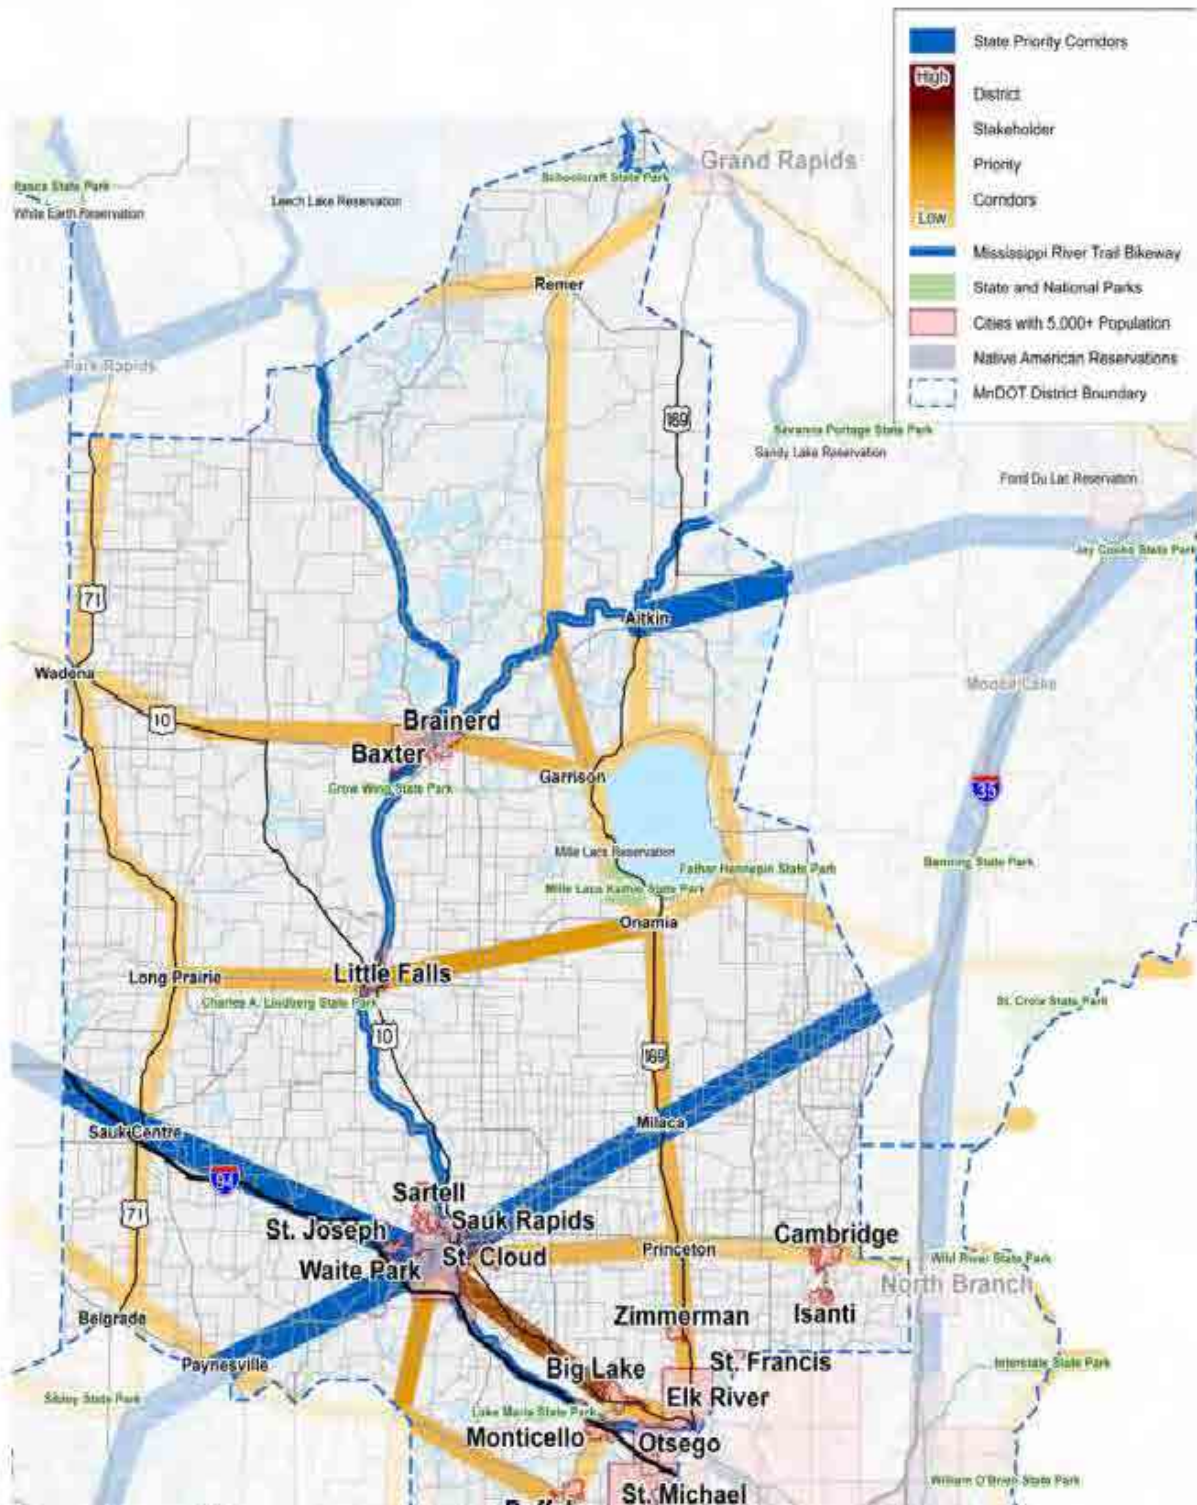 State Priority Corridors
High
District
Stakeholder
Priority
Corridors
Low
Mississippi River Trail Bikeway
State and National Parks
Cities with 5,000+ Population
Native American Reservations
MnDOT District Boundary
Grand Rapids
Schoolcraft State Park
Itasca State Park
White Earth Reservation
Leech Lake Reservation
Remer
Park Rapids
169
Savanna Portage State Park
Sandy Lake Reservation
Fond Du Lac Reservation
Jay Cooke State Park
71
Aitkin
Wadena
Moose Lake
10
Brainerd
Baxter
Garrison
Crow Wing State Park
35
Mille Lacs Reservation
Father Hennepin State Park
Banning State Park
Mille Lacs Kathio State Park
Onamia
Long Prairie
Little Falls
Charles A. Lindberg State Park
St. Croix State Park
10
169
Milaca
Sauk Centre
94
Sartell
71
St. Joseph
Sauk Rapids
Cambridge
Waite Park
St. Cloud
Princeton
Wild River State Park
North Branch
Belgrade
Zimmerman
Isanti
Paynesville
Big Lake
St. Francis
Interstate State Park
Sibley State Park
Elk River
Lake Maria State Park
Monticello
Otsego
William O'Brien State Park
St. Michael